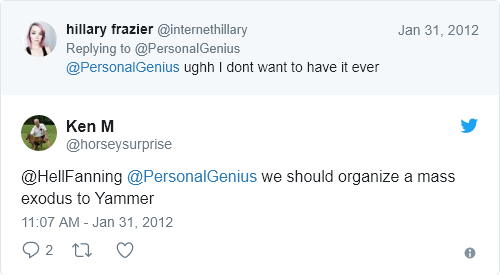 hillary frazier @internethillary Jan 31, 2012
Replying to @PersonalGenius
@PersonalGenius ughh I dont want to have it ever
Ken M
@horseysurprise
@HellFanning @PersonalGenius we should organize a mass
exodus to Yammer
11:07 AM - Jan 31, 2012
2